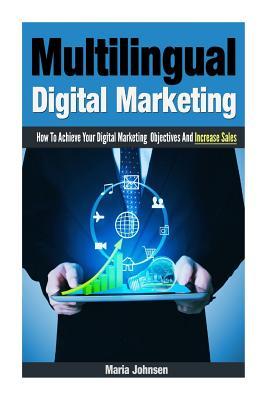 Multilingual
Digital Marketing
How To Achieve Your Digital Marketing Objectives And Increase Sales
Maria Johnsen